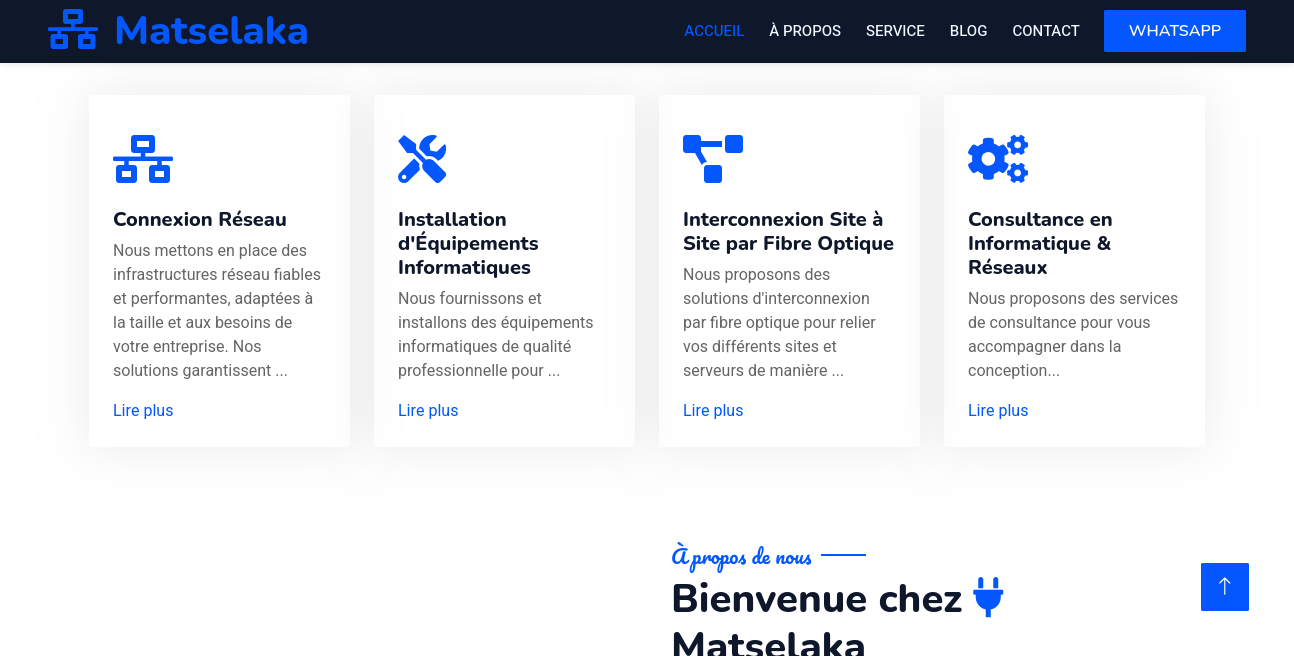 Matselaka
ACCUEIL
À PROPOS
SERVICE
BLOG
CONTACT
WHATSAPP
Connexion Réseau
Nous mettons en place des
infrastructures réseau fiables
et performantes, adaptées à
la taille et aux besoins de
votre entreprise. Nos
solutions garantissent ...
Lire plus
Installation
d'Équipements
Informatiques
Nous fournissons et
installons des équipements
informatiques de qualité
professionnelle pour ...
Lire plus
Interconnexion Site à
Site par Fibre Optique
Nous proposons des
solutions d'interconnexion
par fibre optique pour relier
vos différents sites et
serveurs de manière ...
Lire plus
Consultance en
Informatique &
Réseaux
Nous proposons des services
de consultance pour vous
accompagner dans la
conception...
Lire plus
À propos de nous
Bienvenue chez
Matselaka